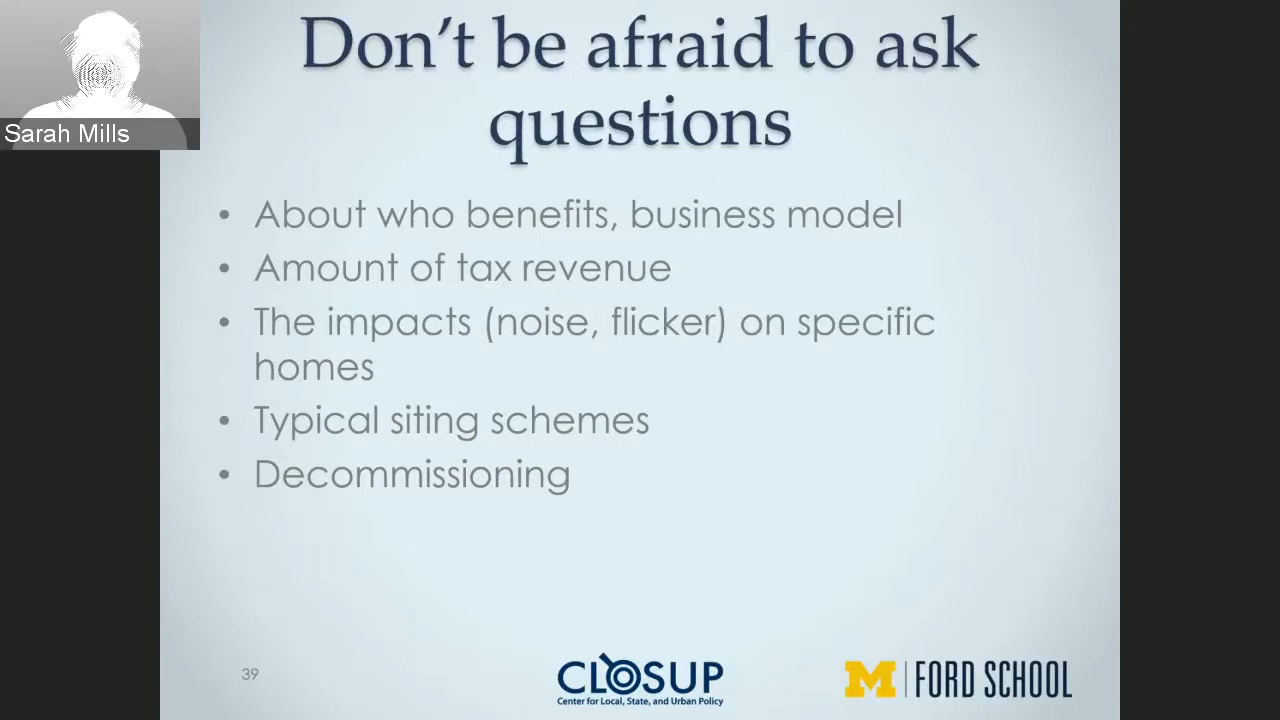 Don't be afraid to ask
questions
Sarah Mills
• About who benefits, business model
• Amount of tax revenue
• The impacts (noise, flicker) on specific
homes
• Typical siting schemes
• Decommissioning
39
CLOSUP
Center for Local, State, and Urban Policy
M | FORD SCHOOL